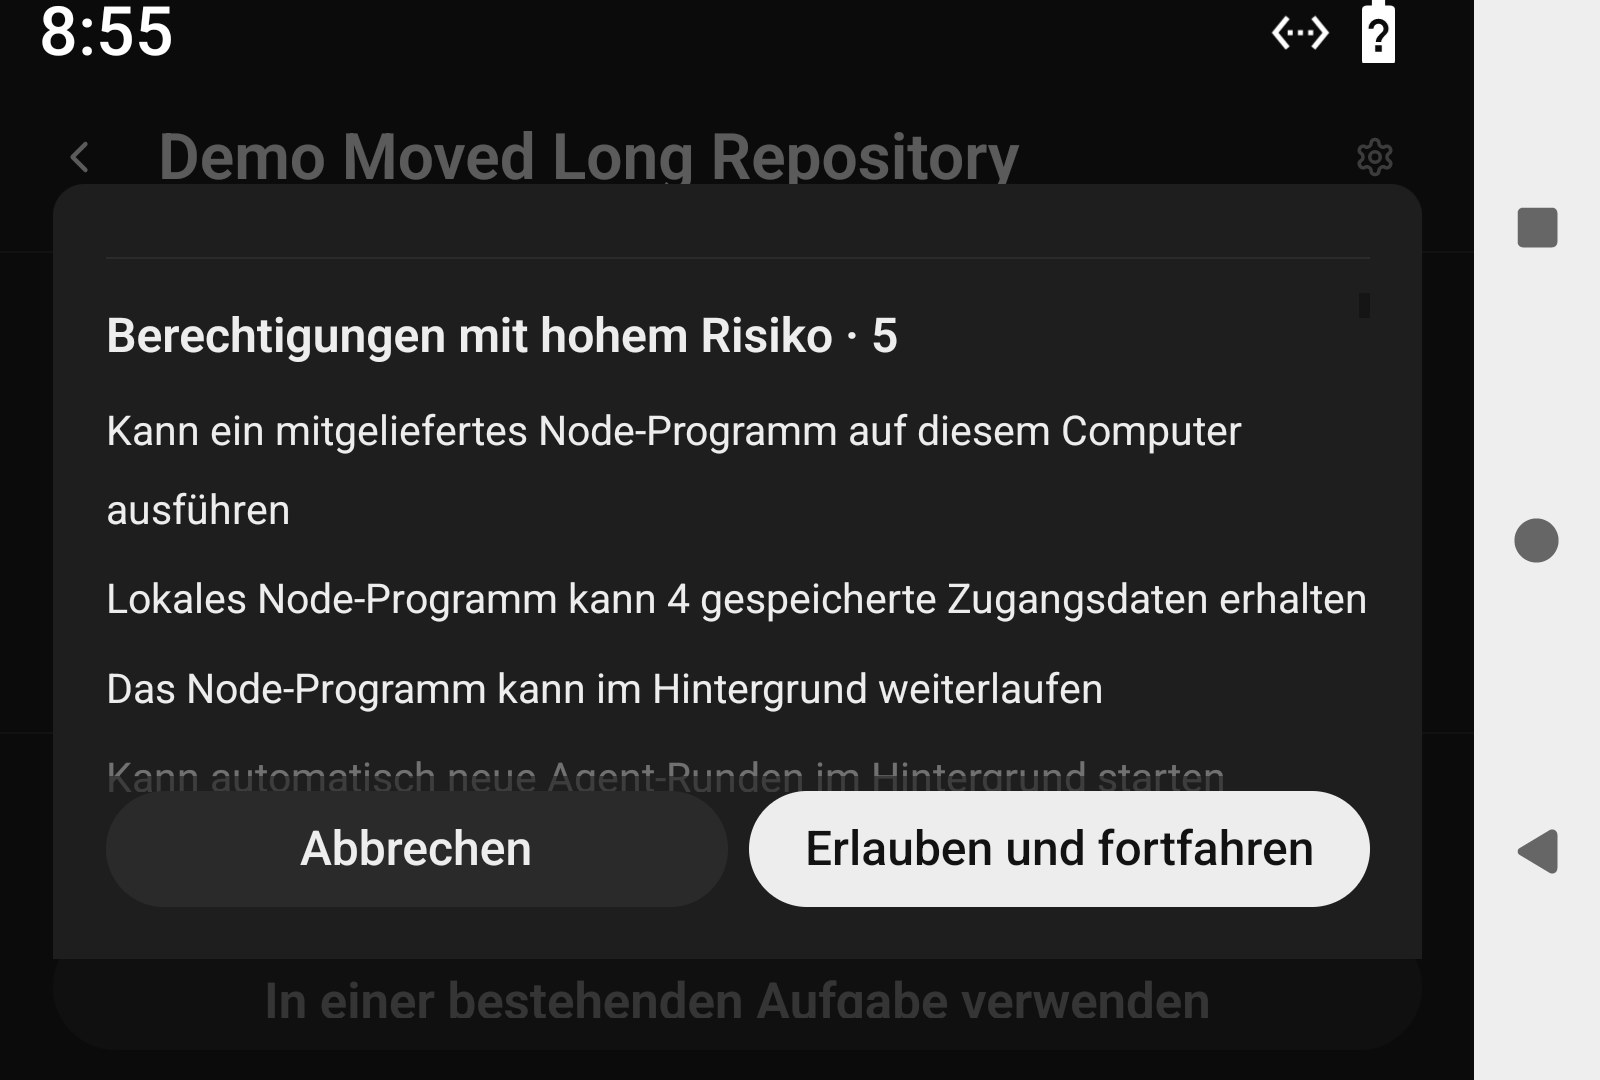 8:55
Demo Moved Long Repository
Berechtigungen mit hohem Risiko · 5
Kann ein mitgeliefertes Node-Programm auf diesem Computer
ausführen
Lokales Node-Programm kann 4 gespeicherte Zugangsdaten erhalten
Das Node-Programm kann im Hintergrund weiterlaufen
Kann automatisch neue Agent-Runden im Hintergrund starten
Abbrechen
Erlauben und fortfahren
In einer bestehenden Aufgabe verwenden